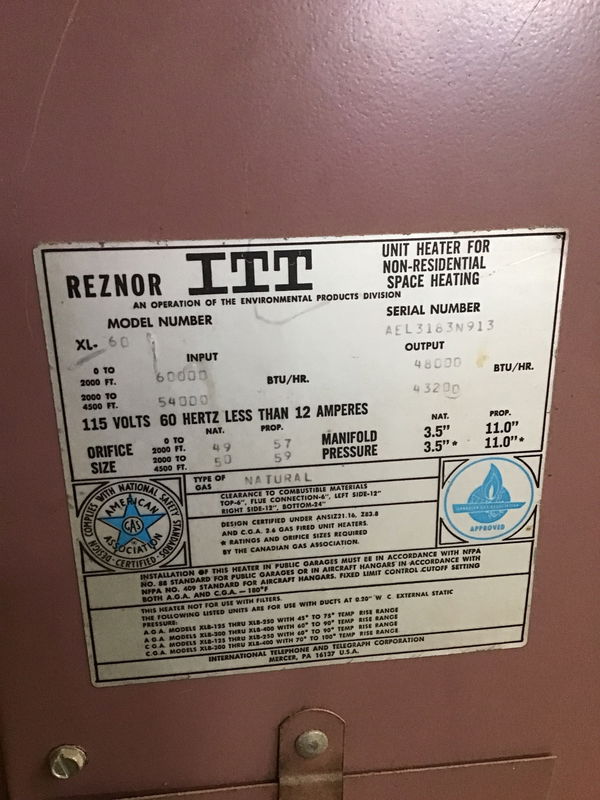 REZNOR ITT
UNIT HEATER FOR
NON-RESIDENTIAL
SPACE HEATING
AN OPERATION OF THE ENVIRONMENTAL PRODUCTS DIVISION
MODEL NUMBER
SERIAL NUMBER
XL- 60
AEL3183N913
INPUT
OUTPUT
0 TO
2000 FT. 60000 BTU/HR. 48000 BTU/HR.
2000 TO
4500 FT. 54000 43200
115 VOLTS 60 HERTZ LESS THAN 12 AMPERES
NAT. PROP. NAT. PROP.
ORIFICE SIZE
0 TO
2000 FT. 49 57
2000 TO
4500 FT. 50 59
MANIFOLD PRESSURE
3.5" 11.0"
3.5"* 11.0"*
TYPE OF GAS NATURAL
CLEARANCE TO COMBUSTIBLE MATERIALS
TOP-6", FLUE CONNECTION-6", LEFT SIDE-12"
RIGHT SIDE-12", BOTTOM-24"
DESIGN CERTIFIED UNDER ANSIZ21.16, Z83.8
AND C.G.A. 2.6 GAS FIRED UNIT HEATERS.
* RATINGS AND ORIFICE SIZES REQUIRED
BY THE CANADIAN GAS ASSOCIATION.
DESIGN CERTIFIED COMPLIES WITH NATIONAL SAFETY STANDARDS
AMERICAN
GAS
ASSOCIATION
CANADIAN GAS ASSOCIATION
APPROVED
INSTALLATION OF THIS HEATER IN PUBLIC GARAGES MUST BE IN ACCORDANCE WITH NFPA
NO. 88 STANDARD FOR PUBLIC GARAGES OR IN AIRCRAFT HANGARS IN ACCORDANCE WITH
NFPA NO. 409 STANDARD FOR AIRCRAFT HANGARS. FIXED LIMIT CONTROL CUTOFF SETTING
BOTH A.G.A. AND C.G.A. — 180°F
THIS HEATER NOT FOR USE WITH FILTERS.
THE FOLLOWING LISTED UNITS ARE FOR USE WITH DUCTS AT 0.20" W C. EXTERNAL STATIC
PRESSURE:
A.G.A. MODELS XLB-125 THRU XLB-250 WITH 45° TO 75° TEMP RISE RANGE
A.G.A. MODELS XLB-300 THRU XLB-400 WITH 60° TO 90° TEMP RISE RANGE
C.G.A. MODELS XLB-125 THRU XLB-250 WITH 60° TO 90° TEMP RISE RANGE
C.G.A. MODELS XLB-300 THRU XLB-400 WITH 70° TO 100° TEMP RISE RANGE
INTERNATIONAL TELEPHONE AND TELEGRAPH CORPORATION
MERCER, PA 16137 U.S.A.